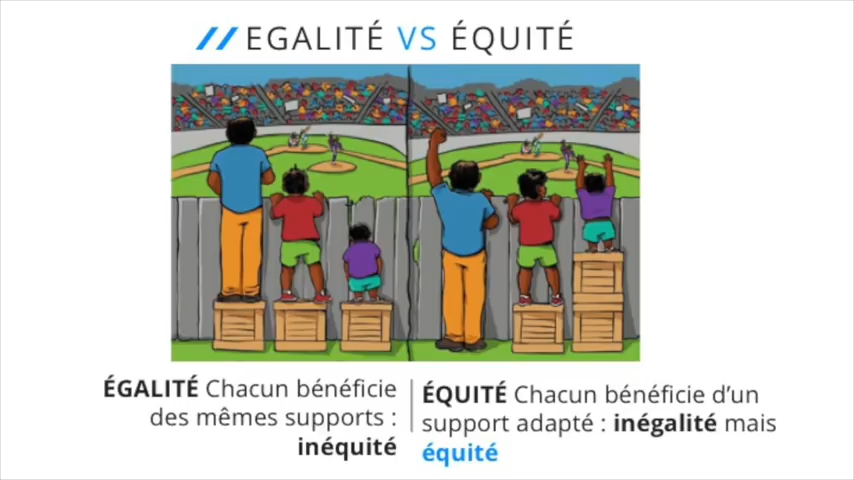 // EGALITÉ VS ÉQUITÉ
ÉGALITÉ Chacun bénéficie
des mêmes supports :
inéquité
ÉQUITÉ Chacun bénéficie d’un
support adapté : inégalité mais
équité